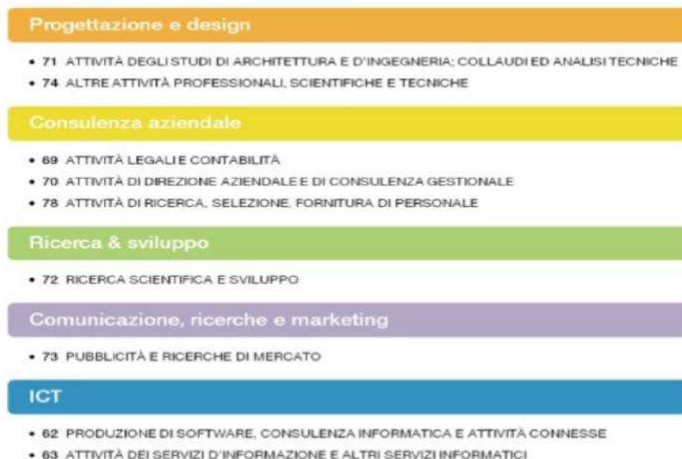 Progettazione e design
• 71 ATTIVITÀ DEGLI STUDI DI ARCHITETTURA E D'INGEGNERIA; COLLAUDI ED ANALISI TECNICHE
• 74 ALTRE ATTIVITÀ PROFESSIONALI, SCIENTIFICHE E TECNICHE
Consulenza aziendale
• 69 ATTIVITÀ LEGALI E CONTABILITÀ
• 70 ATTIVITÀ DI DIREZIONE AZIENDALE E DI CONSULENZA GESTIONALE
• 78 ATTIVITÀ DI RICERCA, SELEZIONE, FORNITURA DI PERSONALE
Ricerca & sviluppo
• 72 RICERCA SCIENTIFICA E SVILUPPO
Comunicazione, ricerche e marketing
• 73 PUBBLICITÀ E RICERCHE DI MERCATO
ICT
• 62 PRODUZIONE DI SOFTWARE, CONSULENZA INFORMATICA E ATTIVITÀ CONNESSE
• 63 ATTIVITÀ DEI SERVIZI D'INFORMAZIONE E ALTRI SERVIZI INFORMATICI